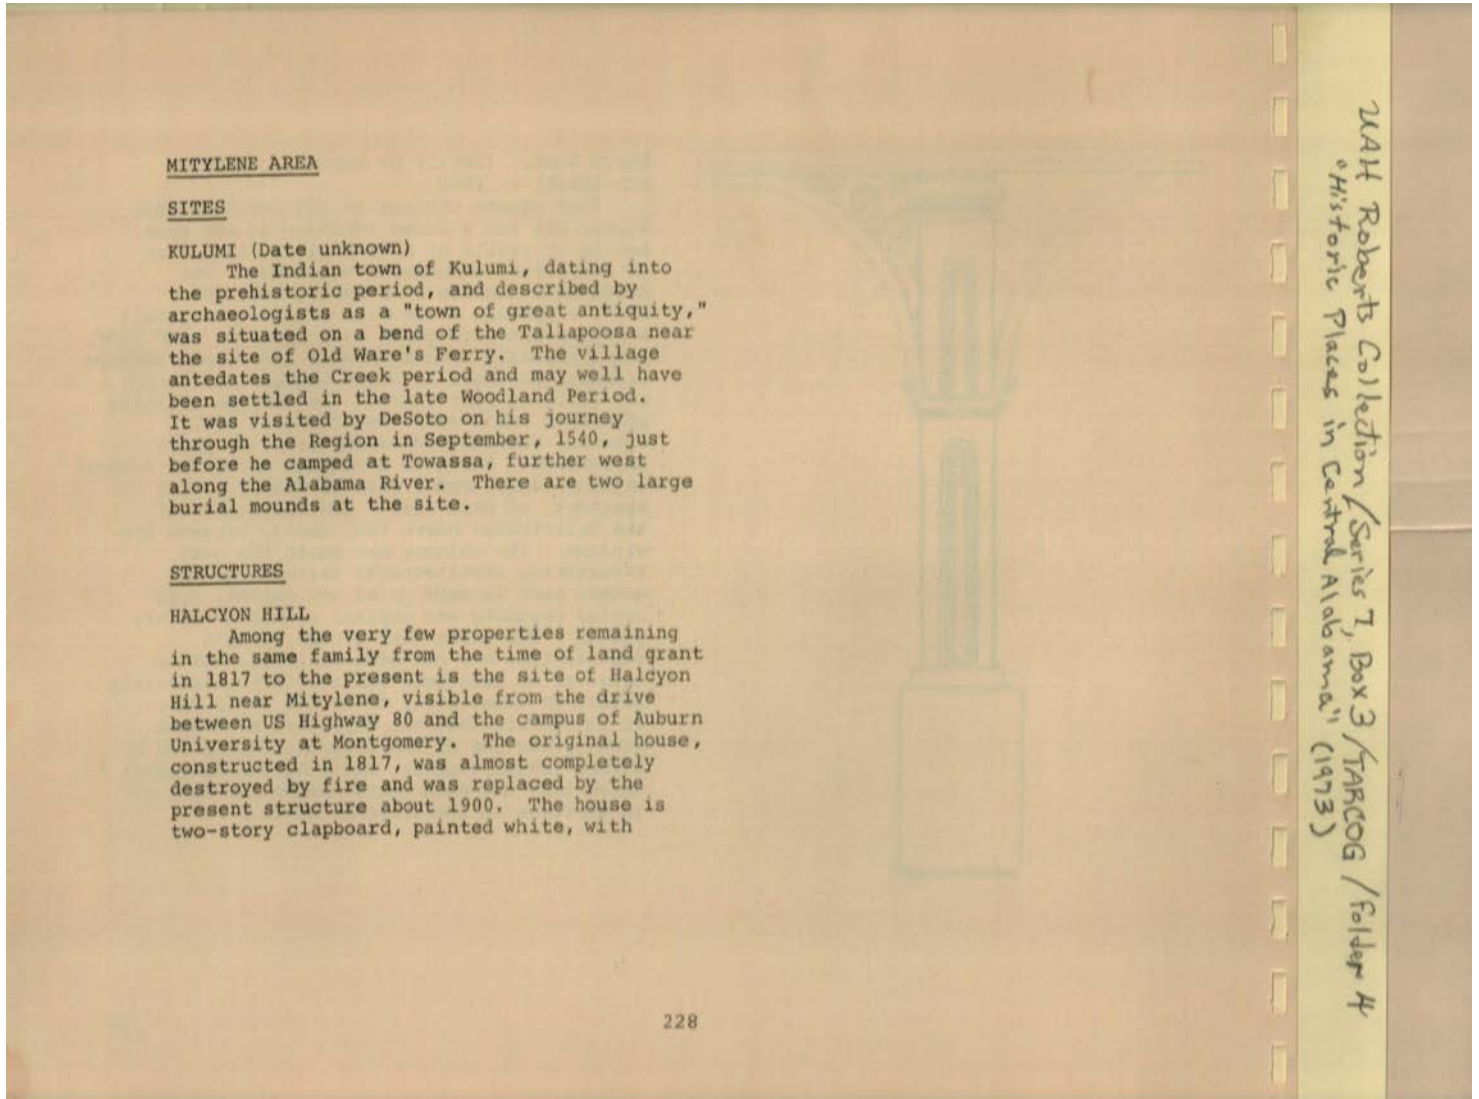 MITYLENE AREA
SITES
KULUMI (Date unknown)
The Indian town of Kulumi, dating into
the prehistoric period, and described by
archaeologists as a "town of great antiquity,"
was situated on a bend of the Tallapoosa near
the site of Old Ware's Ferry. The village
antedates the Creek period and may well have
been settled in the late Woodland Period.
It was visited by DeSoto on his journey
through the Region in September, 1540, just
before he camped at Towassa, further west
along the Alabama River. There are two large
burial mounds at the site.
STRUCTURES
HALCYON HILL
Among the very few properties remaining
in the same family from the time of land grant
in 1817 to the present is the site of Halcyon
Hill near Mitylene, visible from the drive
between US Highway 80 and the campus of Auburn
University at Montgomery. The original house,
constructed in 1817, was almost completely
destroyed by fire and was replaced by the
present structure about 1900. The house is
two-story clapboard, painted white, with
228
UAH Roberts Collection/Series 7, Box 3/TARCOG/Folder 4
"Historic Places in Central Alabama" (1973)